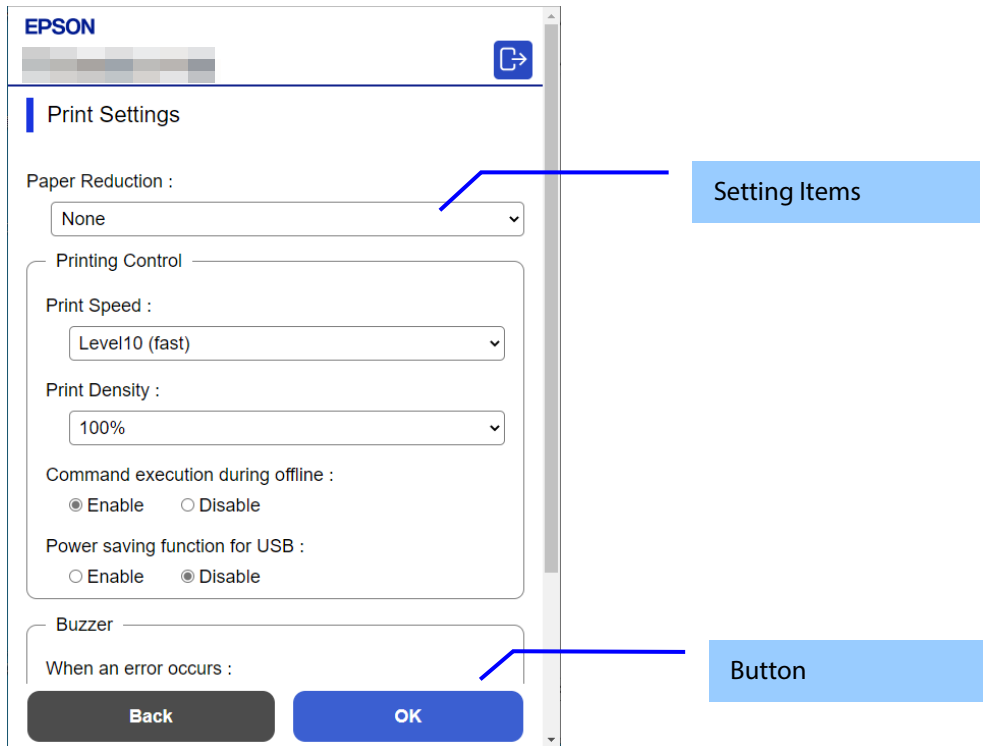 EPSON
Print Settings
Paper Reduction :
None
Setting Items
Printing Control
Print Speed :
Level10 (fast)
Print Density :
100%
Command execution during offline :
Enable Disable
Power saving function for USB :
Enable Disable
Buzzer
When an error occurs :
Button
Back OK